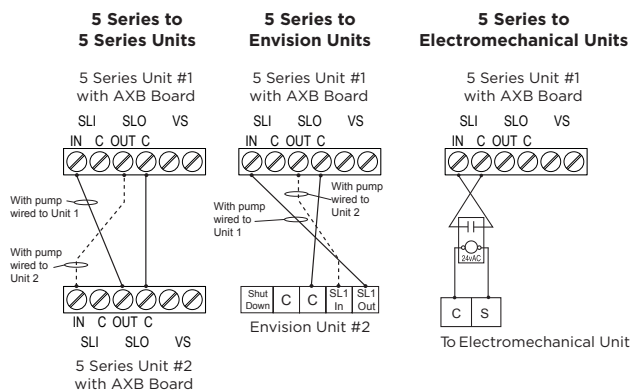 5 Series to
5 Series Units
5 Series Unit #1
with AXB Board
SLI SLO VS
IN C OUT C
With pump
wired to Unit 1
With pump
wired to
Unit 2
IN C OUT C
SLI SLO VS
5 Series Unit #2
with AXB Board
5 Series to
Envision Units
5 Series Unit #1
with AXB Board
SLI SLO VS
IN C OUT C
With pump
wired to
Unit 2
With pump
wired to
Unit 1
Shut
Down
C
C
SL1
In
SL1
Out
Envision Unit #2
5 Series to
Electromechanical Units
5 Series Unit #1
with AXB Board
SLI SLO VS
IN C OUT C
24vAC
C S
To Electromechanical Unit